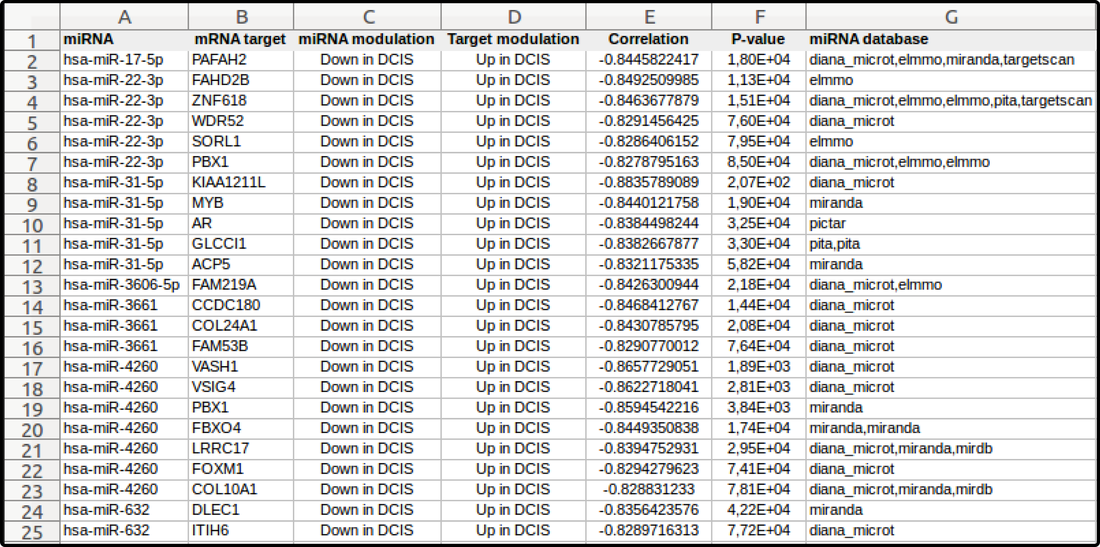 A B C D E F G
1 miRNA mRNA target miRNA modulation Target modulation Correlation P-value miRNA database
2 hsa-miR-17-5p PAFAH2 Down in DCIS Up in DCIS -0.8445822417 1,80E+04 diana_microt,elmmo,miranda,targetscan
3 hsa-miR-22-3p FAHD2B Down in DCIS Up in DCIS -0.8492509985 1,13E+04 elmmo
4 hsa-miR-22-3p ZNF618 Down in DCIS Up in DCIS -0.8463677879 1,51E+04 diana_microt,elmmo,elmmo,pita,targetscan
5 hsa-miR-22-3p WDR52 Down in DCIS Up in DCIS -0.8291456425 7,60E+04 diana_microt
6 hsa-miR-22-3p SORL1 Down in DCIS Up in DCIS -0.8286406152 7,95E+04 elmmo
7 hsa-miR-22-3p PBX1 Down in DCIS Up in DCIS -0.8278795163 8,50E+04 diana_microt,elmmo,elmmo
8 hsa-miR-31-5p KIAA1211L Down in DCIS Up in DCIS -0.8835789089 2,07E+02 diana_microt
9 hsa-miR-31-5p MYB Down in DCIS Up in DCIS -0.8440121758 1,90E+04 miranda
10 hsa-miR-31-5p AR Down in DCIS Up in DCIS -0.8384498244 3,25E+04 pictar
11 hsa-miR-31-5p GLCCI1 Down in DCIS Up in DCIS -0.8382667877 3,30E+04 pita,pita
12 hsa-miR-31-5p ACP5 Down in DCIS Up in DCIS -0.8321175335 5,82E+04 miranda
13 hsa-miR-3606-5p FAM219A Down in DCIS Up in DCIS -0.8426300944 2,18E+04 diana_microt,elmmo
14 hsa-miR-3661 CCDC180 Down in DCIS Up in DCIS -0.8468412767 1,44E+04 diana_microt
15 hsa-miR-3661 COL24A1 Down in DCIS Up in DCIS -0.8430785795 2,08E+04 diana_microt
16 hsa-miR-3661 FAM53B Down in DCIS Up in DCIS -0.8290770012 7,64E+04 diana_microt
17 hsa-miR-4260 VASH1 Down in DCIS Up in DCIS -0.8657729051 1,89E+03 diana_microt
18 hsa-miR-4260 VSIG4 Down in DCIS Up in DCIS -0.8622718041 2,81E+03 diana_microt
19 hsa-miR-4260 PBX1 Down in DCIS Up in DCIS -0.8594542216 3,84E+03 miranda
20 hsa-miR-4260 FBXO4 Down in DCIS Up in DCIS -0.8449350838 1,74E+04 miranda,miranda
21 hsa-miR-4260 LRRC17 Down in DCIS Up in DCIS -0.8394752931 2,95E+04 diana_microt,miranda,mirdb
22 hsa-miR-4260 FOXM1 Down in DCIS Up in DCIS -0.8294279623 7,41E+04 diana_microt
23 hsa-miR-4260 COL10A1 Down in DCIS Up in DCIS -0.828831233 7,81E+04 diana_microt,miranda,mirdb
24 hsa-miR-632 DLEC1 Down in DCIS Up in DCIS -0.8356423576 4,22E+04 miranda
25 hsa-miR-632 ITIH6 Down in DCIS Up in DCIS -0.8289716313 7,72E+04 diana_microt